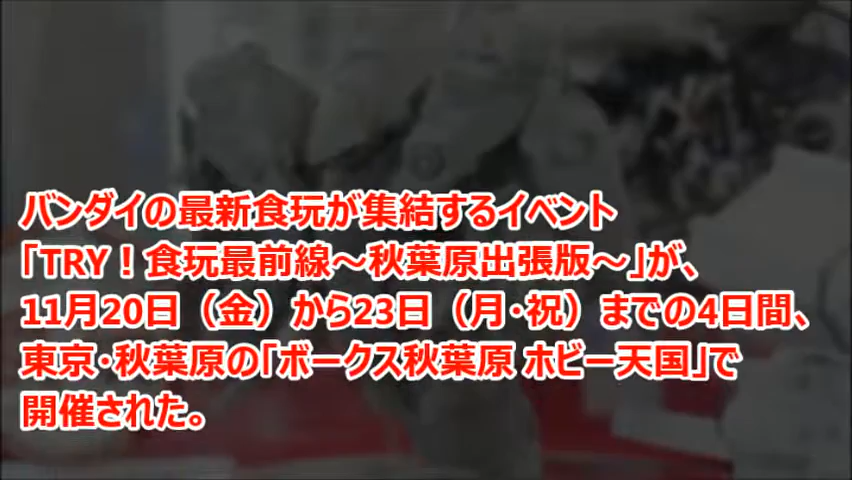 バンダイの最新食玩が集結するイベント
｢TRY！食玩最前線～秋葉原出張版～｣が、
11月20日（金）から23日（月･祝）までの4日間、
東京･秋葉原の｢ボークス秋葉原 ホビー天国｣で
開催された。